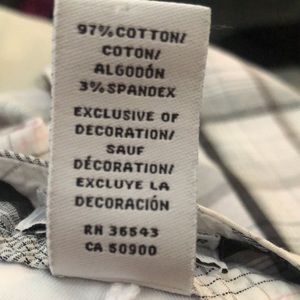 97% COTTON/
COTON/
ALGODÓN
3% SPANDEX
EXCLUSIVE OF
DECORATION/
SAUF
DÉCORATION/
EXCLUYE LA
DECORACIÓN
RN 36543
CA 50900